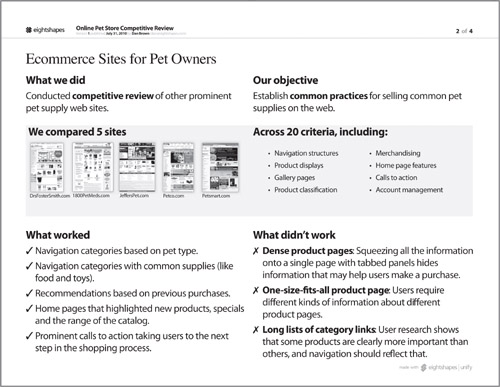 eightshapes
Online Pet Store Competitive Review
July 31, 2010 Dan Brown
2 of 4
Ecommerce Sites for Pet Owners
What we did
Conducted competitive review of other prominent
pet supply web sites.
Our objective
Establish common practices for selling common pet
supplies on the web.
We compared 5 sites
DrsFosterSmith.com 1800PetMeds.com JeffersPet.com Petco.com Petsmart.com
Across 20 criteria, including:
• Navigation structures
• Product displays
• Gallery pages
• Product classification
• Merchandising
• Home page features
• Calls to action
• Account management
What worked
✓ Navigation categories based on pet type.
✓ Navigation categories with common supplies (like
food and toys).
✓ Recommendations based on previous purchases.
✓ Home pages that highlighted new products, specials
and the range of the catalog.
✓ Prominent calls to action taking users to the next
step in the shopping process.
What didn't work
✗ Dense product pages: Squeezing all the information
onto a single page with tabbed panels hides
information that may help users make a purchase.
✗ One-size-fits-all product page: Users require
different kinds of information about different
product pages.
✗ Long lists of category links: User research shows
that some products are clearly more important than
others, and navigation should reflect that.
made with eightshapes | unify